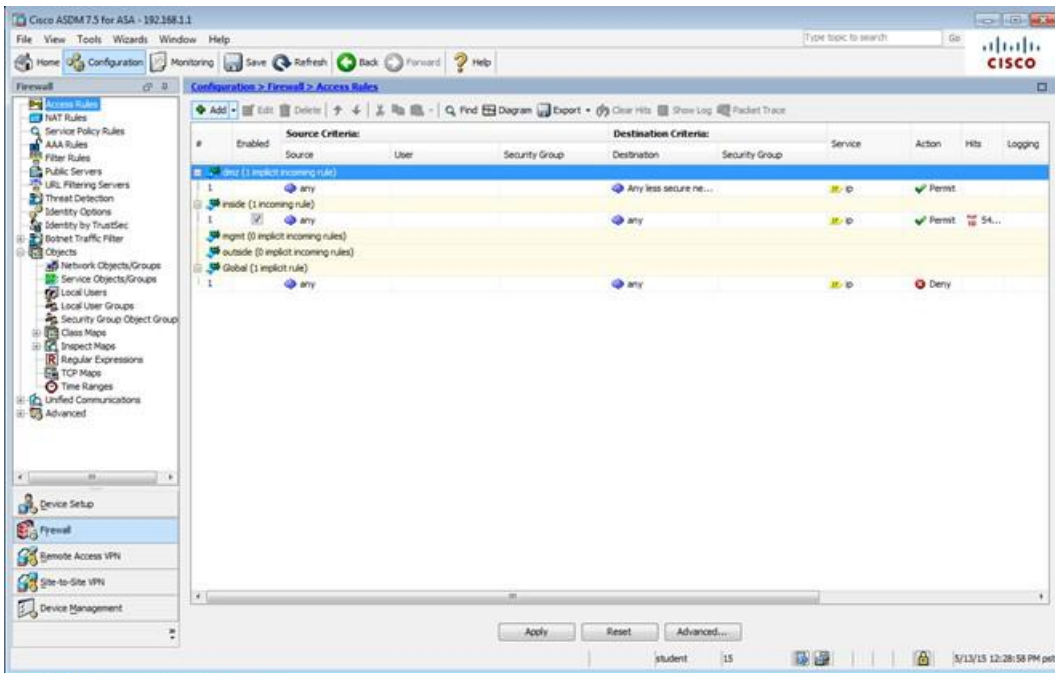 Cisco ASDM 7.5 for ASA - 192.168.1.1
File View Tools Wizards Window Help
Type topic to search Go
Home Configuration Monitoring Save Refresh Back Forward Help
CISCO
Firewall
Configuration > Firewall > Access Rules
Add Edit Delete Find Diagram Export Clear Hits Show Log Packet Trace
Access Rules
NAT Rules
Service Policy Rules
AAA Rules
Filter Rules
Public Servers
URL Filtering Servers
Threat Detection
Identity Options
Identity by TrustSec
Botnet Traffic Filter
Objects
Network Objects/Groups
Service Objects/Groups
Local Users
Local User Groups
Security Group Object Group
Class Maps
Inspect Maps
Regular Expressions
TCP Maps
Time Ranges
Unified Communications
Advanced
Device Setup
Firewall
Remote Access VPN
Site-to-Site VPN
Device Management
# Enabled Source Criteria: Destination Criteria: Service Action Hits Logging
Source User Security Group Destination Security Group
dmz (1 implicit incoming rule)
1 any Any less secure ne... ip Permit
inside (1 incoming rule)
1 any any ip Permit 54...
mgmt (0 implicit incoming rules)
outside (0 implicit incoming rules)
Global (1 implicit rule)
1 any any ip Deny
Apply Reset Advanced...
student 15 5/13/15 12:28:58 PM pst